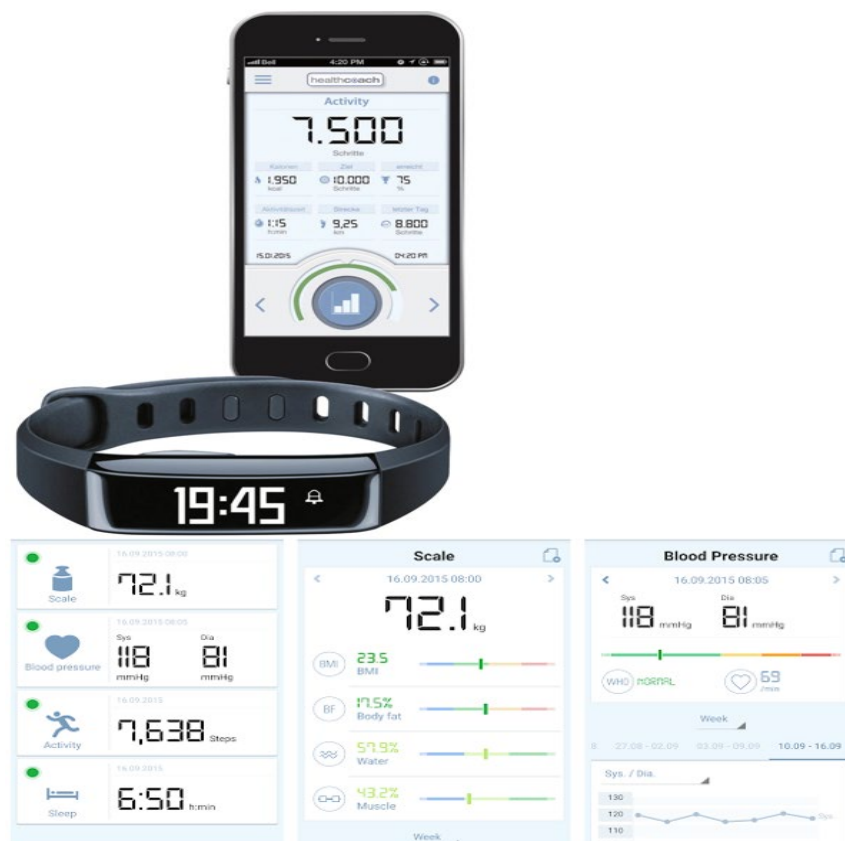 Bell 4:20 PM
healthcoach
Activity
7.500
Schritte
Kalorien Ziel erreicht
1.950 10.000 75
kcal Schritte %
Aktivitätszeit Strecke letzter Tag
1:15 9,25 8.800
h:min km Schritte
15.01.2015 04:20 PM
19:45
16.09.2015 08:00
72.1 kg
Scale
16.09.2015 08:05
Sys Dia
118 81
mmHg mmHg
Blood pressure
16.09.2015
7,638 Steps
Activity
16.09.2015
6:50 h:min
Sleep
Scale
16.09.2015 08:00
72.1 kg
BMI 23.5
BMI
BF 17.5%
Body fat
57.9%
Water
43.2%
Muscle
Week
Blood Pressure
16.09.2015 08:05
Sys Dia
118 mmHg 81 mmHg
WHO NORMAL 69
/min
Week
8 27.08 - 02.09 03.09 - 09.09 10.09 - 16.09
Sys. / Dia.
130
120 Sys.
110